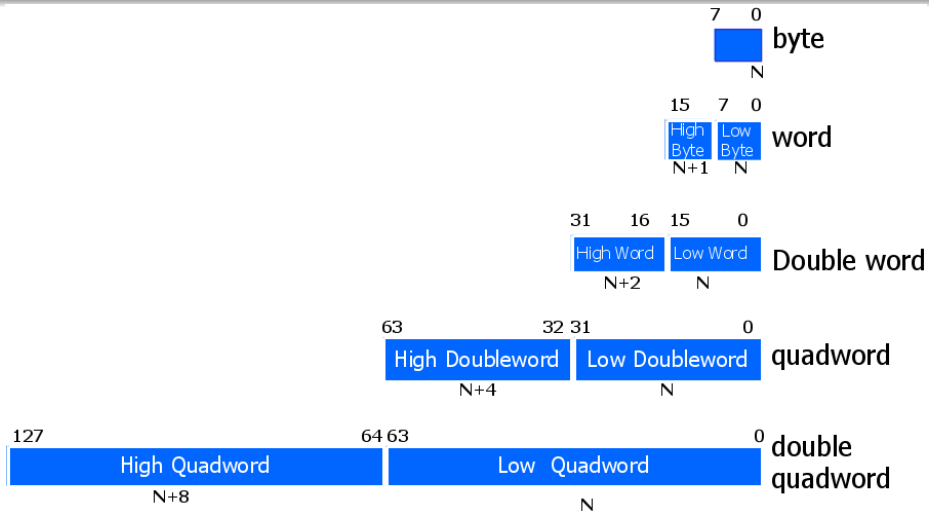 7 0
byte
N
15 7 0
High Low
Byte Byte
word
N+1 N
31 16 15 0
High Word Low Word
Double word
N+2 N
63 32 31 0
High Doubleword Low Doubleword
quadword
N+4 N
127 64 63 0
double
High Quadword Low Quadword
quadword
N+8 N